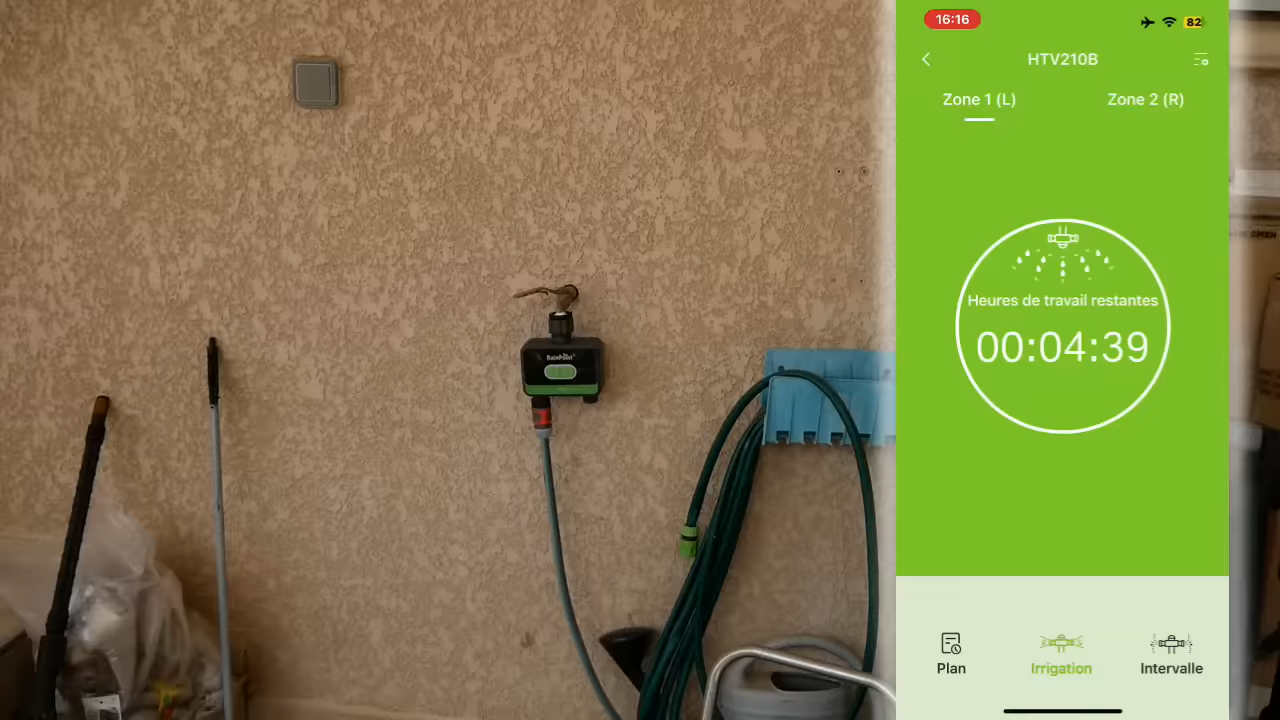 16:16
82
HTV210B
Zone 1 (L)
Zone 2 (R)
Heures de travail restantes
00:04:39
RainPoint
Plan
Irrigation
Intervalle